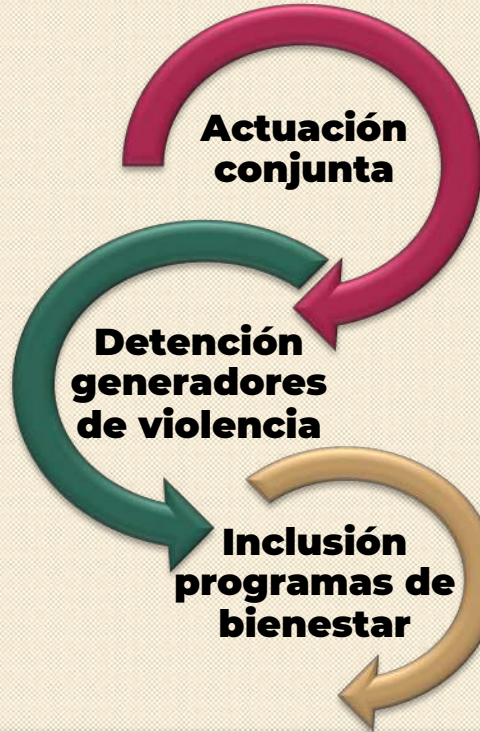 Actuación
conjunta
Detención
generadores
de violencia
Inclusión
programas de
bienestar